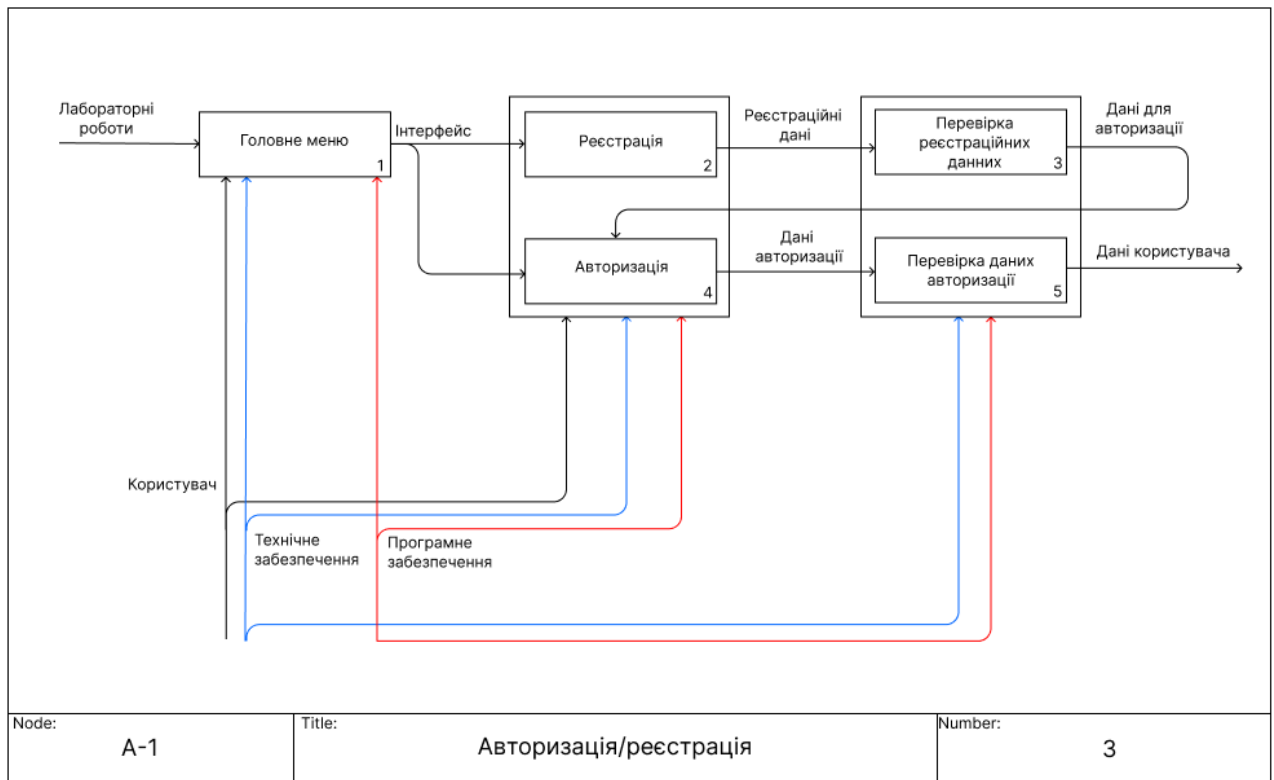 Лабораторні
роботи
Головне меню
1
Інтерфейс
Реєстрація
2
Реєстраційні
дані
Перевірка
реєстраційних
данних
3
Дані для
авторизації
Авторизація
4
Дані
авторизації
Перевірка даних
авторизації
5
Дані користувача
Користувач
Технічне
забезпечення
Програмне
забезпечення
Node:
A-1
Title:
Авторизація/реєстрація
Number:
3